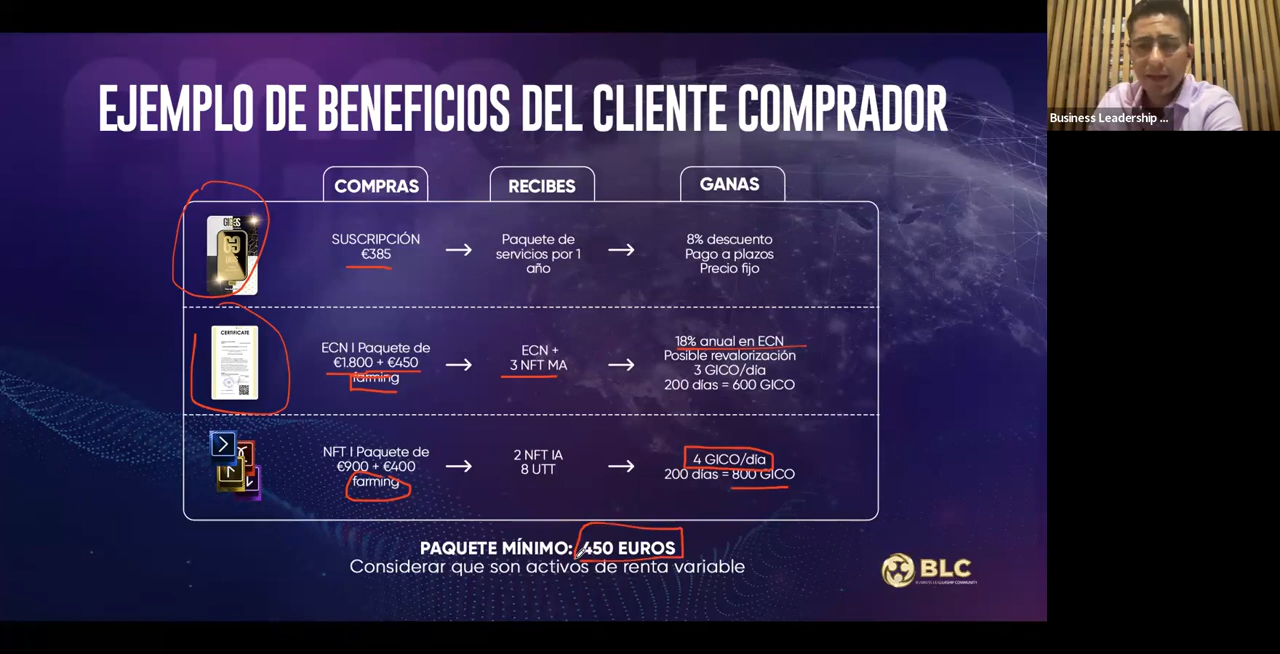 EJEMPLO DE BENEFICIOS DEL CLIENTE COMPRADOR
COMPRAS
RECIBES
GANAS
SUSCRIPCIÓN
€385
Paquete de
servicios por 1
año
8% descuento
Pago a plazos
Precio fijo
CERTIFICATE
ECN | Paquete de
€1.800 + €450
farming
ECN +
3 NFT MA
18% anual en ECN
Posible revalorización
3 GICO/día
200 días = 600 GICO
NFT | Paquete de
€900 + €400
farming
2 NFT IA
8 UTT
4 GICO/día
200 días = 800 GICO
PAQUETE MÍNIMO: 450 EUROS
Considerar que son activos de renta variable
BLC
BUSINESS LEADERSHIP COMMUNITY
Business Leadership ...